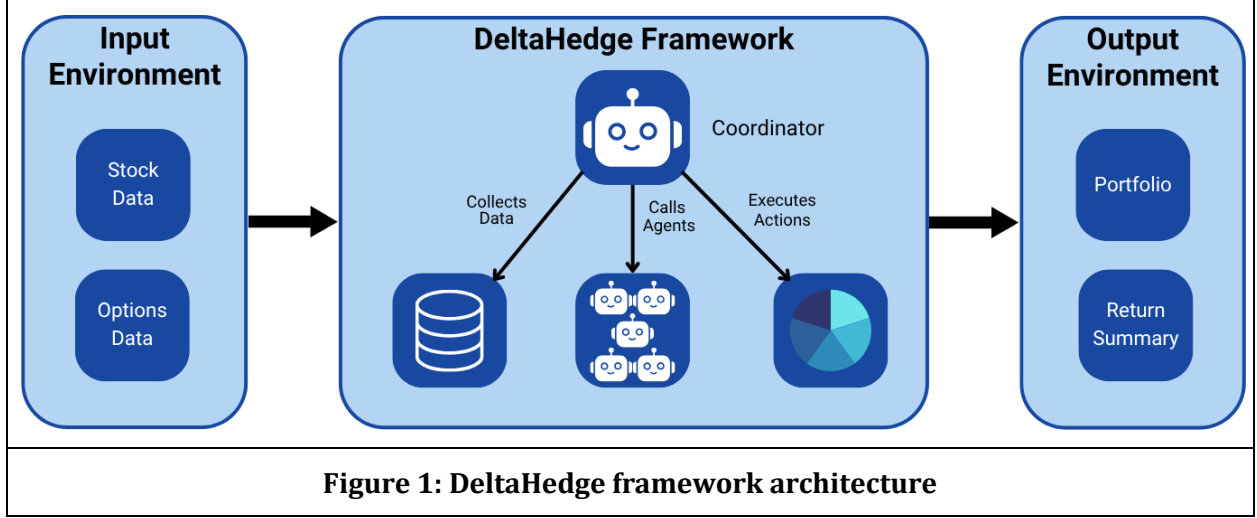 Input
Environment
Stock
Data
Options
Data
DeltaHedge Framework
Coordinator
Collects
Data
Calls
Agents
Executes
Actions
Output
Environment
Portfolio
Return
Summary
Figure 1: DeltaHedge framework architecture